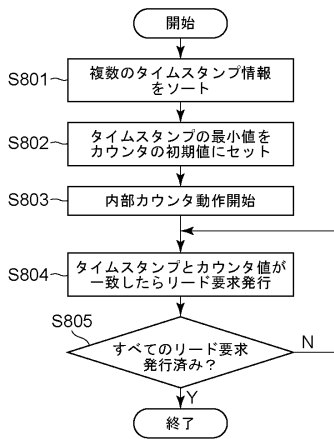 開始
S801
複数のタイムスタンプ情報
をソート
S802
タイムスタンプの最小値を
カウンタの初期値にセット
S803
内部カウンタ動作開始
S804
タイムスタンプとカウンタ値が
一致したらリード要求発行
S805
すべてのリード要求
発行済み?
N
Y
終了